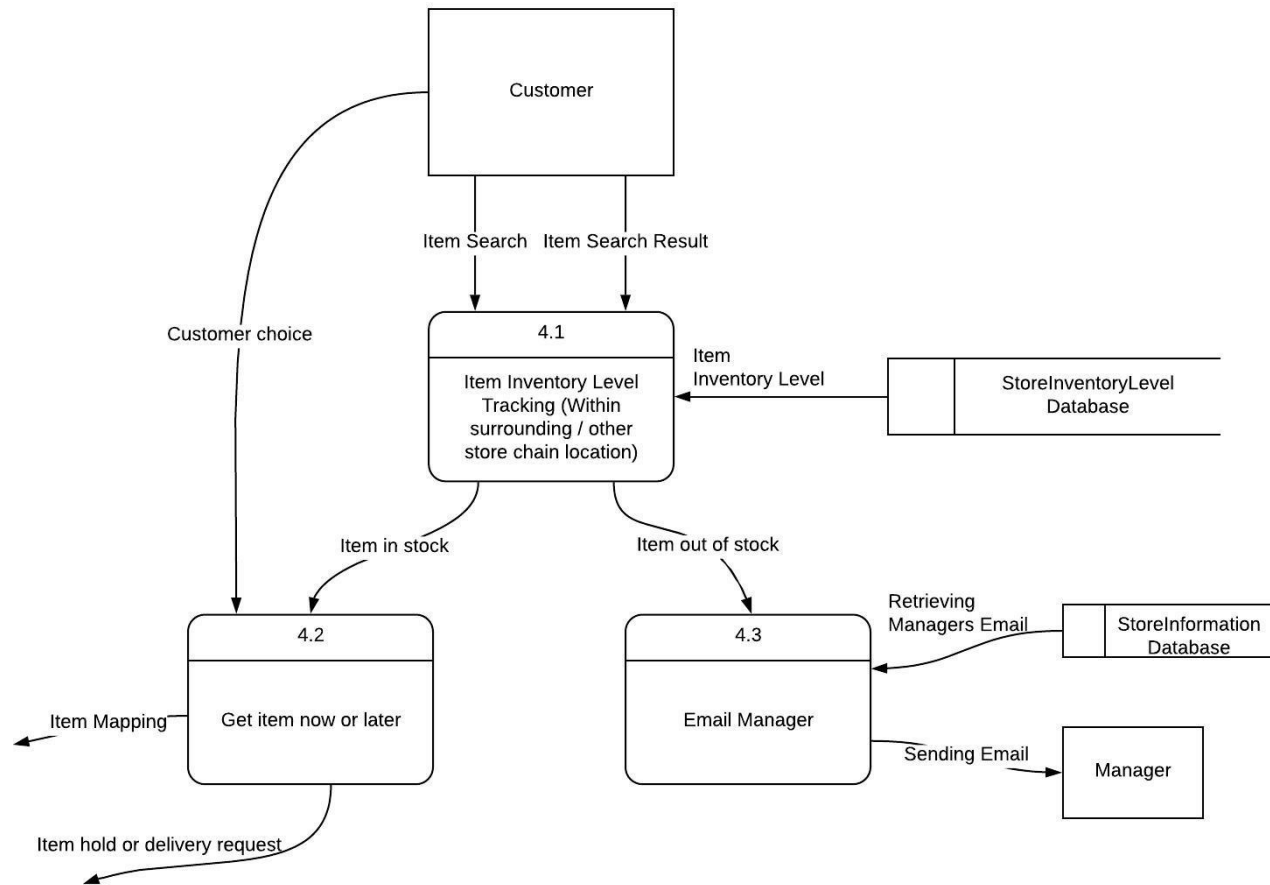 Customer
Item Search
Item Search Result
Customer choice
4.1
Item Inventory Level
Tracking (Within
surrounding / other
store chain location)
Item
Inventory Level
StoreInventoryLevel
Database
Item in stock
Item out of stock
4.2
Get item now or later
4.3
Email Manager
Retrieving
Managers Email
StoreInformation
Database
Item Mapping
Sending Email
Manager
Item hold or delivery request